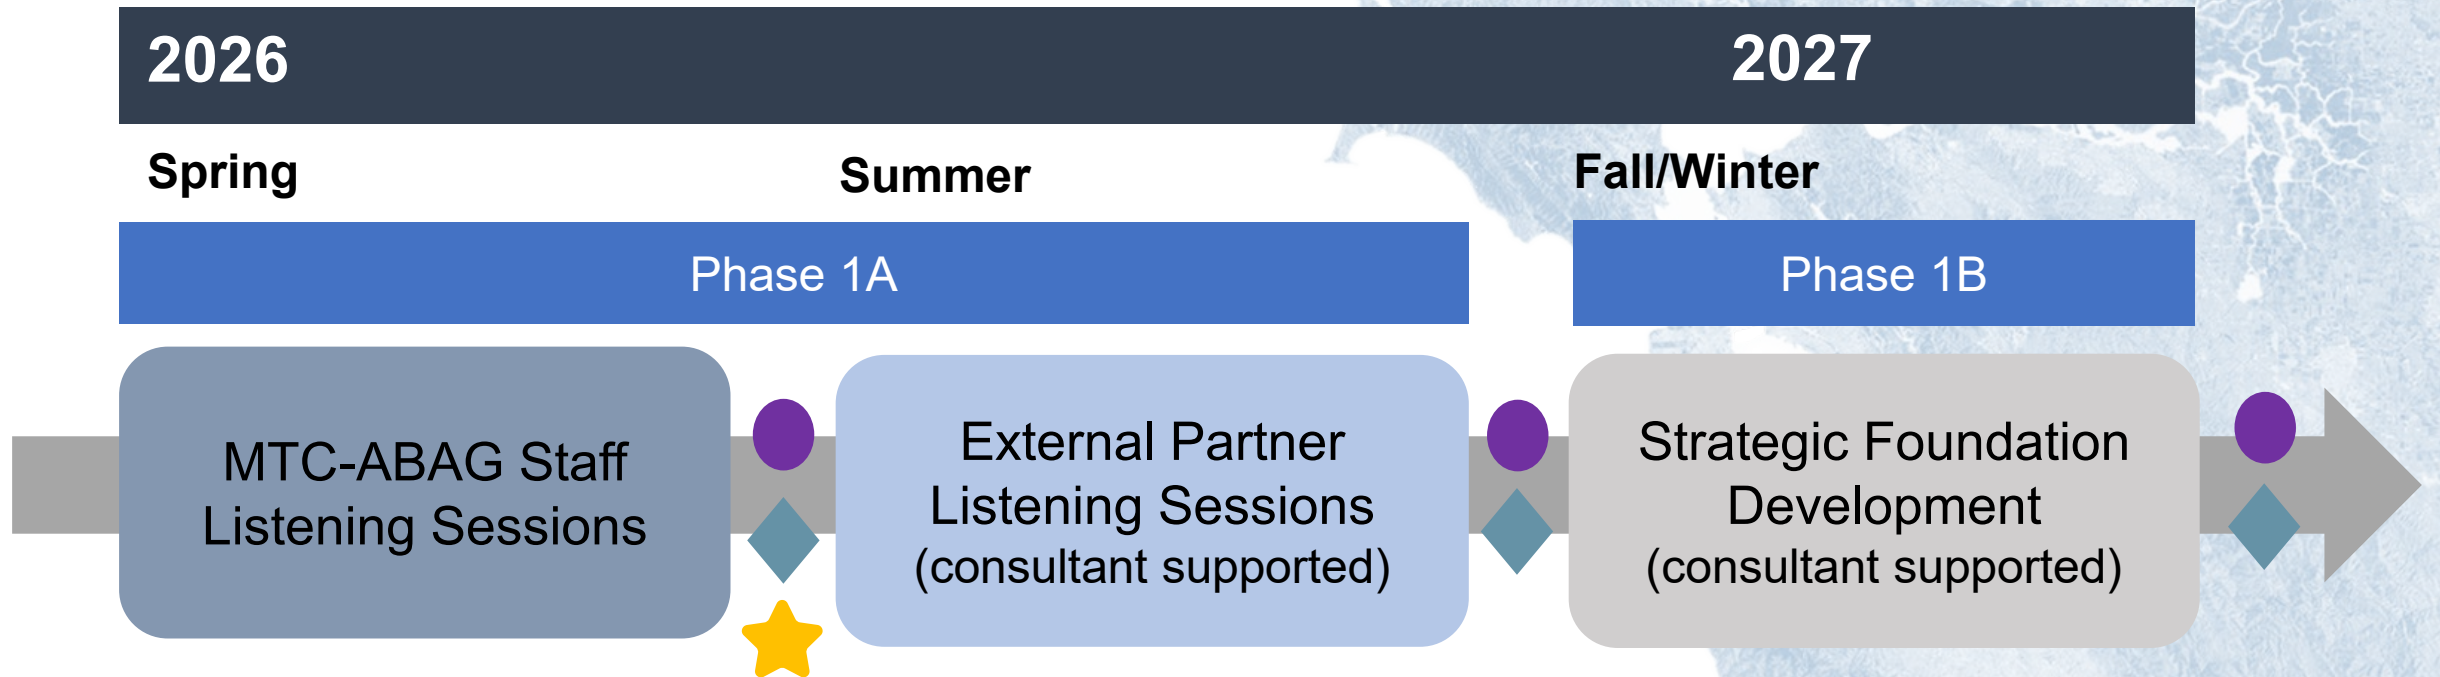 2026
2027
Spring
Summer
Fall/Winter
Phase 1A
Phase 1B
MTC-ABAG Staff
Listening Sessions
External Partner
Listening Sessions
(consultant supported)
Strategic Foundation
Development
(consultant supported)